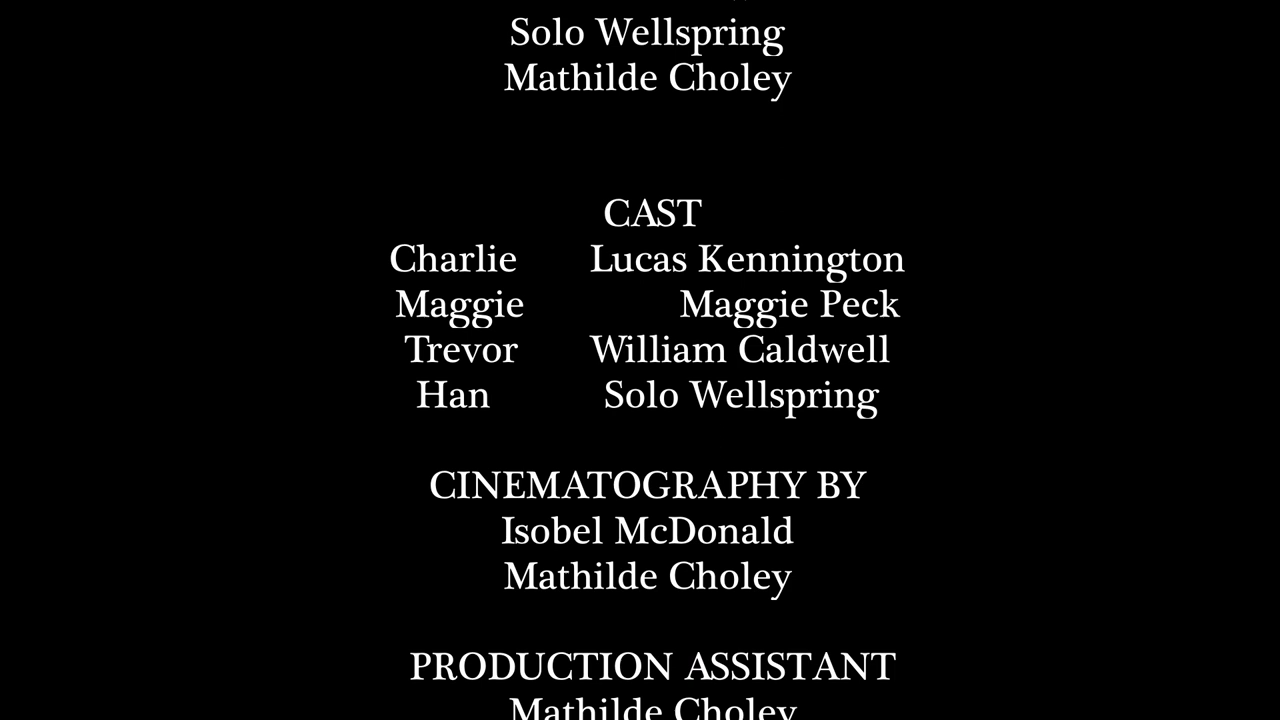 Solo Wellspring
Mathilde Choley
CAST
Charlie Lucas Kennington
Maggie Maggie Peck
Trevor William Caldwell
Han Solo Wellspring
CINEMATOGRAPHY BY
Isobel McDonald
Mathilde Choley
PRODUCTION ASSISTANT
Mathilde Choley